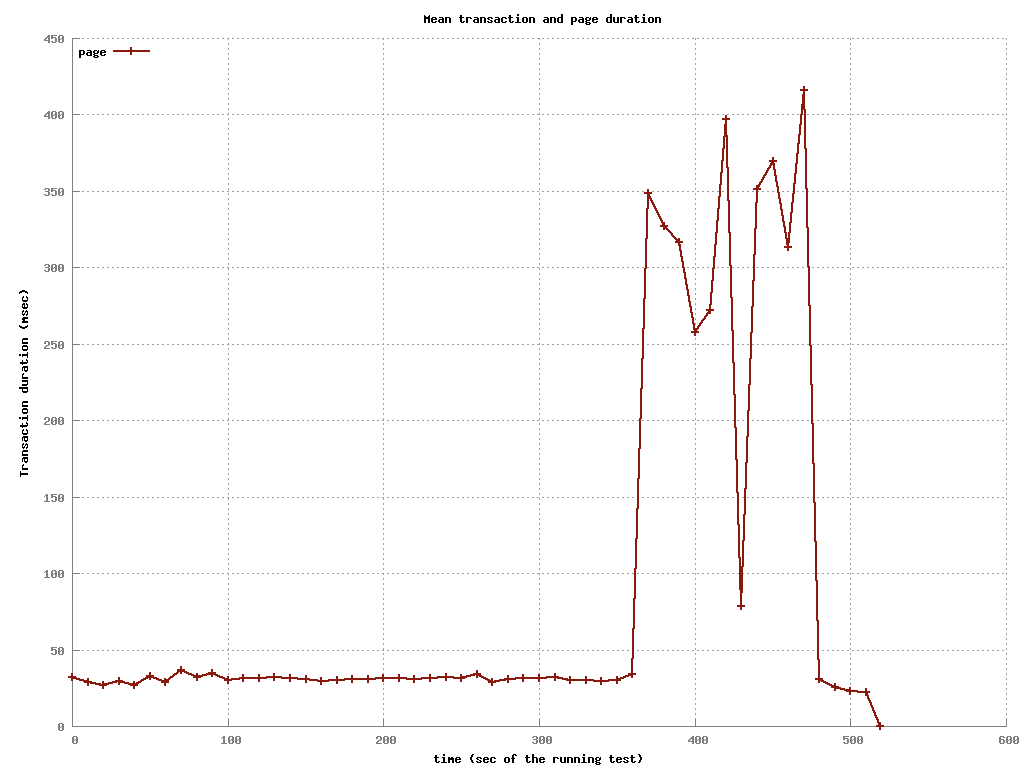 Mean transaction and page duration
450
page
400
350
300
250
200
150
100
50
0
Transaction duration (msec)
0 100 200 300 400 500 600
time (sec of the running test)